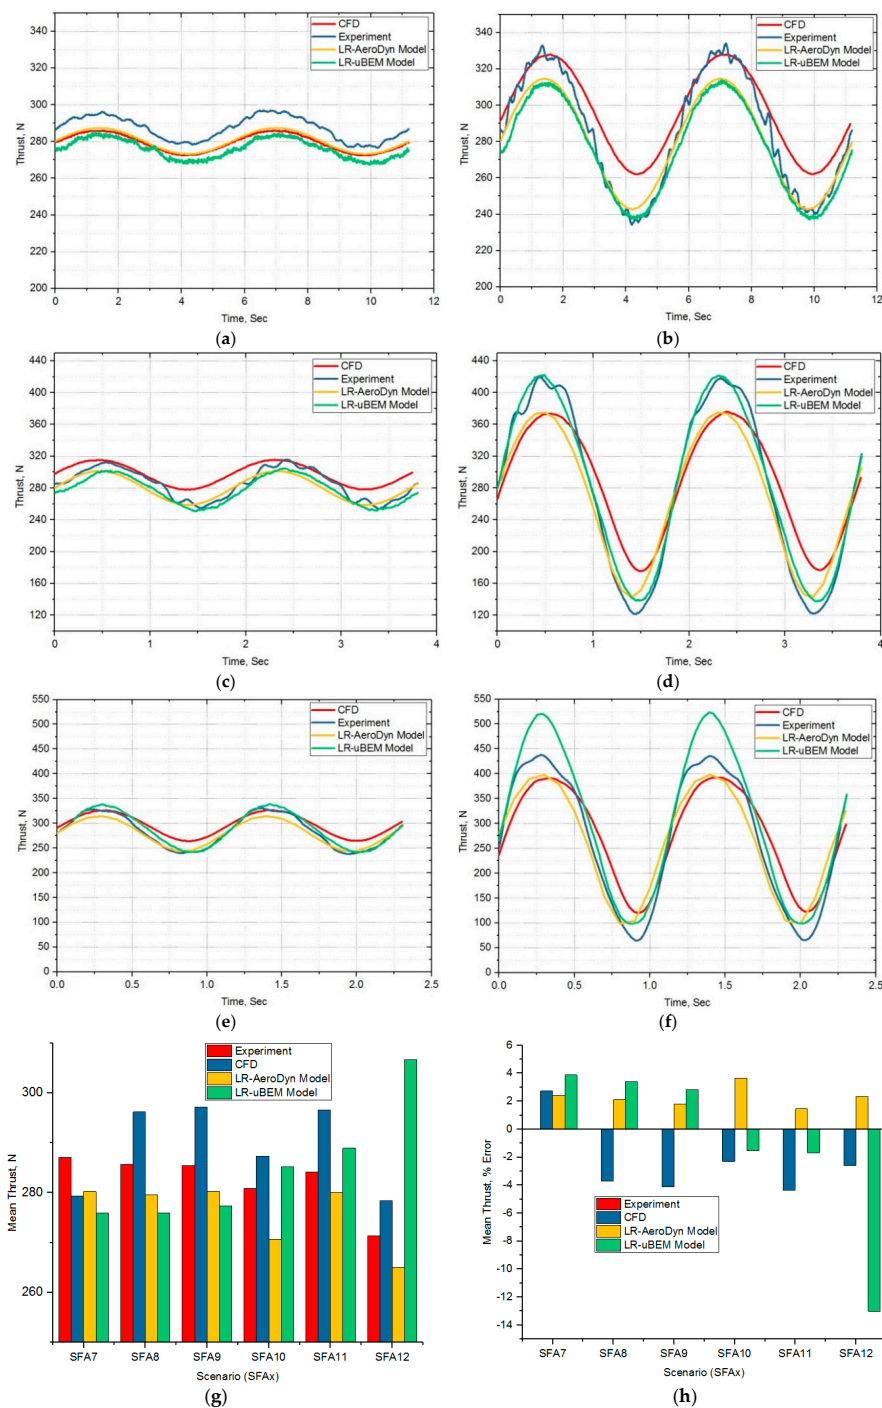 CFD
Experiment
LR-AeroDyn Model
LR-uBEM Model
340
320
300
280
260
240
220
200
Thrust, N
0 2 4 6 8 10 12
Time, Sec
(a)
CFD
Experiment
LR-AeroDyn Model
LR-uBEM Model
340
320
300
280
260
240
220
200
Thrust, N
0 2 4 6 8 10 12
Time, Sec
(b)
CFD
Experiment
LR-AeroDyn Model
LR-uBEM Model
440
400
360
320
280
240
200
160
120
Thrust, N
0 1 2 3 4
Time, Sec
(c)
CFD
Experiment
LR-AeroDyn Model
LR-uBEM Model
440
400
360
320
280
240
200
160
120
Thrust, N
0 1 2 3 4
Time, Sec
(d)
CFD
Experiment
LR-AeroDyn Model
LR-uBEM Model
550
500
450
400
350
300
250
200
150
100
50
0
Thrust, N
0.0 0.5 1.0 1.5 2.0 2.5
Time, Sec
(e)
CFD
Experiment
LR-AeroDyn Model
LR-uBEM Model
550
500
450
400
350
300
250
200
150
100
50
0
Thrust, N
0.0 0.5 1.0 1.5 2.0 2.5
Time, Sec
(f)
Experiment
CFD
LR-AeroDyn Model
LR-uBEM Model
300
280
260
Mean Thrust, N
SFA7 SFA8 SFA9 SFA10 SFA11 SFA12
Scenario (SFAx)
(g)
6
4
2
0
-2
-4
-6
-8
-10
-12
-14
Mean Thrust, % Error
Experiment
CFD
LR-AeroDyn Model
LR-uBEM Model
SFA7 SFA8 SFA9 SFA10 SFA11 SFA12
Scenario (SFAx)
(h)